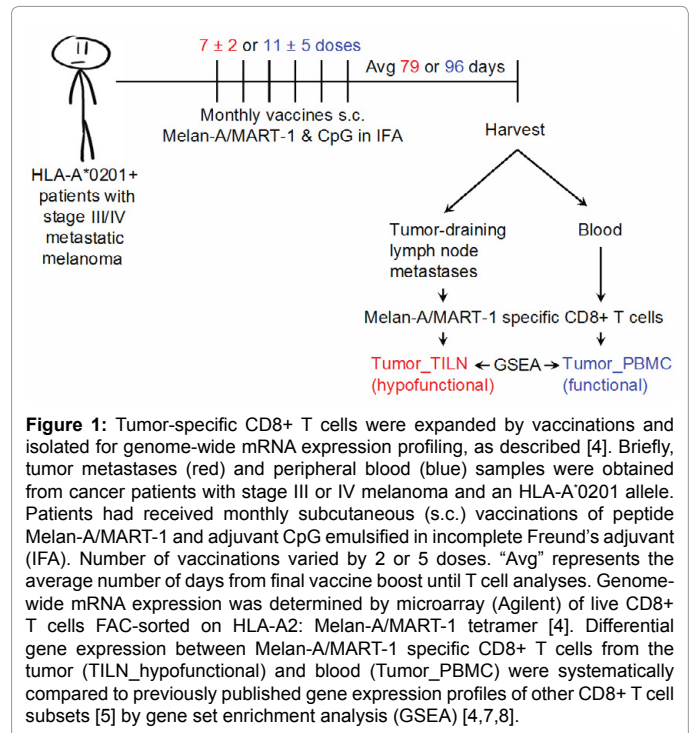 7 ± 2 or 11 ± 5 doses
Avg 79 or 96 days
Monthly vaccines s.c.
Melan-A/MART-1 & CpG in IFA
Harvest
HLA-A*0201+
patients with
stage III/IV
metastatic
melanoma
Tumor-draining
lymph node
metastases
Blood
Melan-A/MART-1 specific CD8+ T cells
Tumor_TILN ← GSEA → Tumor_PBMC
(hypofunctional) (functional)
Figure 1: Tumor-specific CD8+ T cells were expanded by vaccinations and
isolated for genome-wide mRNA expression profiling, as described [4]. Briefly,
tumor metastases (red) and peripheral blood (blue) samples were obtained
from cancer patients with stage III or IV melanoma and an HLA-A*0201 allele.
Patients had received monthly subcutaneous (s.c.) vaccinations of peptide
Melan-A/MART-1 and adjuvant CpG emulsified in incomplete Freund's adjuvant
(IFA). Number of vaccinations varied by 2 or 5 doses. "Avg" represents the
average number of days from final vaccine boost until T cell analyses. Genome-
wide mRNA expression was determined by microarray (Agilent) of live CD8+
T cells FAC-sorted on HLA-A2: Melan-A/MART-1 tetramer [4]. Differential
gene expression between Melan-A/MART-1 specific CD8+ T cells from the
tumor (TILN_hypofunctional) and blood (Tumor_PBMC) were systematically
compared to previously published gene expression profiles of other CD8+ T cell
subsets [5] by gene set enrichment analysis (GSEA) [4,7,8].